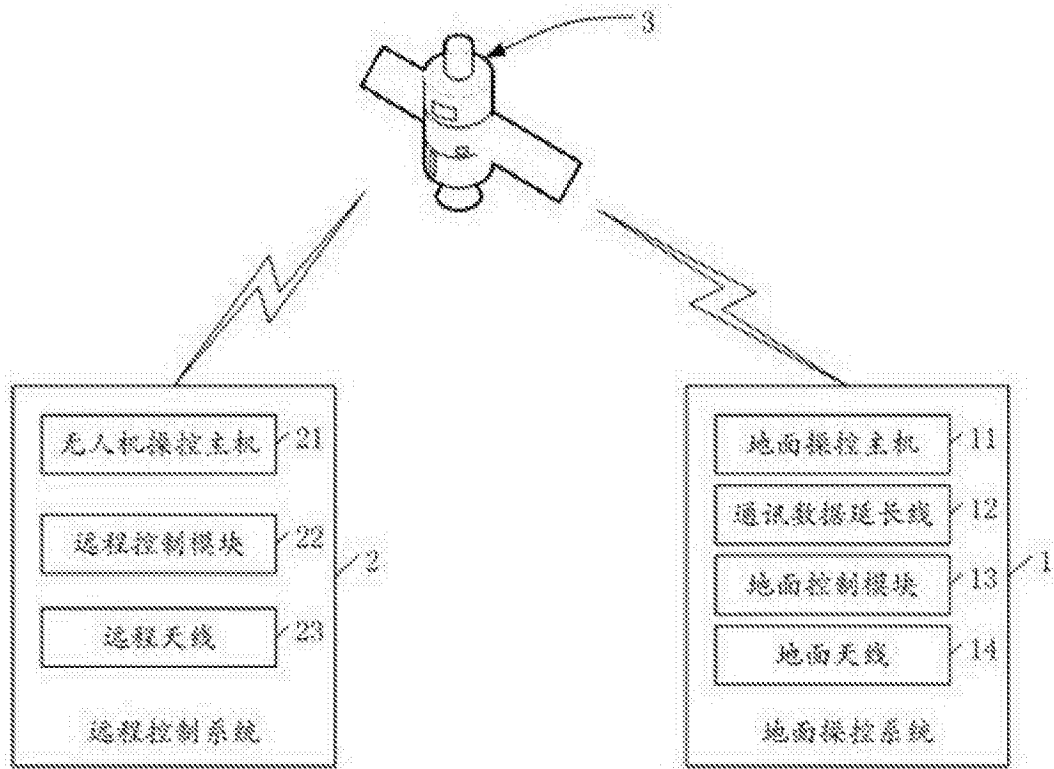 3
无人机操控主机 21
远程控制模块 22
远程天线 23
远程控制系统
2
地面操控主机 11
通讯数据延长线 12
地面控制模块 13
地面天线 14
地面操控系统
1